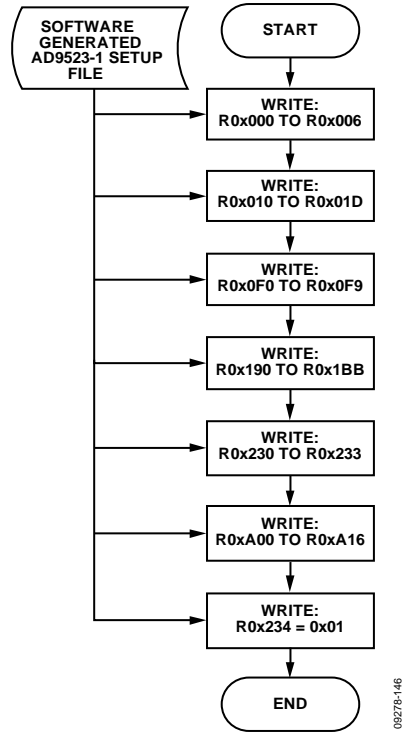 SOFTWARE
GENERATED
AD9523-1 SETUP
FILE
START
WRITE:
R0x000 TO R0x006
WRITE:
R0x010 TO R0x01D
WRITE:
R0x0F0 TO R0x0F9
WRITE:
R0x190 TO R0x1BB
WRITE:
R0x230 TO R0x233
WRITE:
R0xA00 TO R0xA16
WRITE:
R0x234 = 0x01
END
09278-146